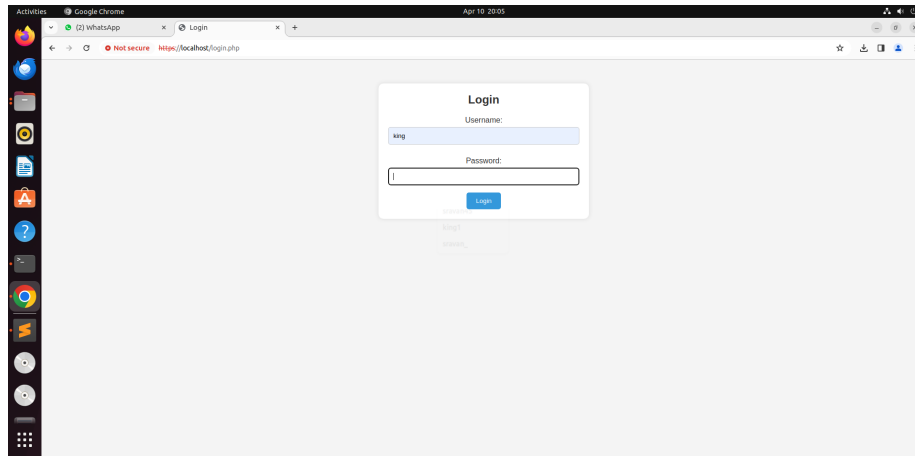 Activities Google Chrome Apr 10 20:05
(2) WhatsApp × Login × +
Not secure https://localhost/login.php
Login
Username:
king
Password:
Login
king1